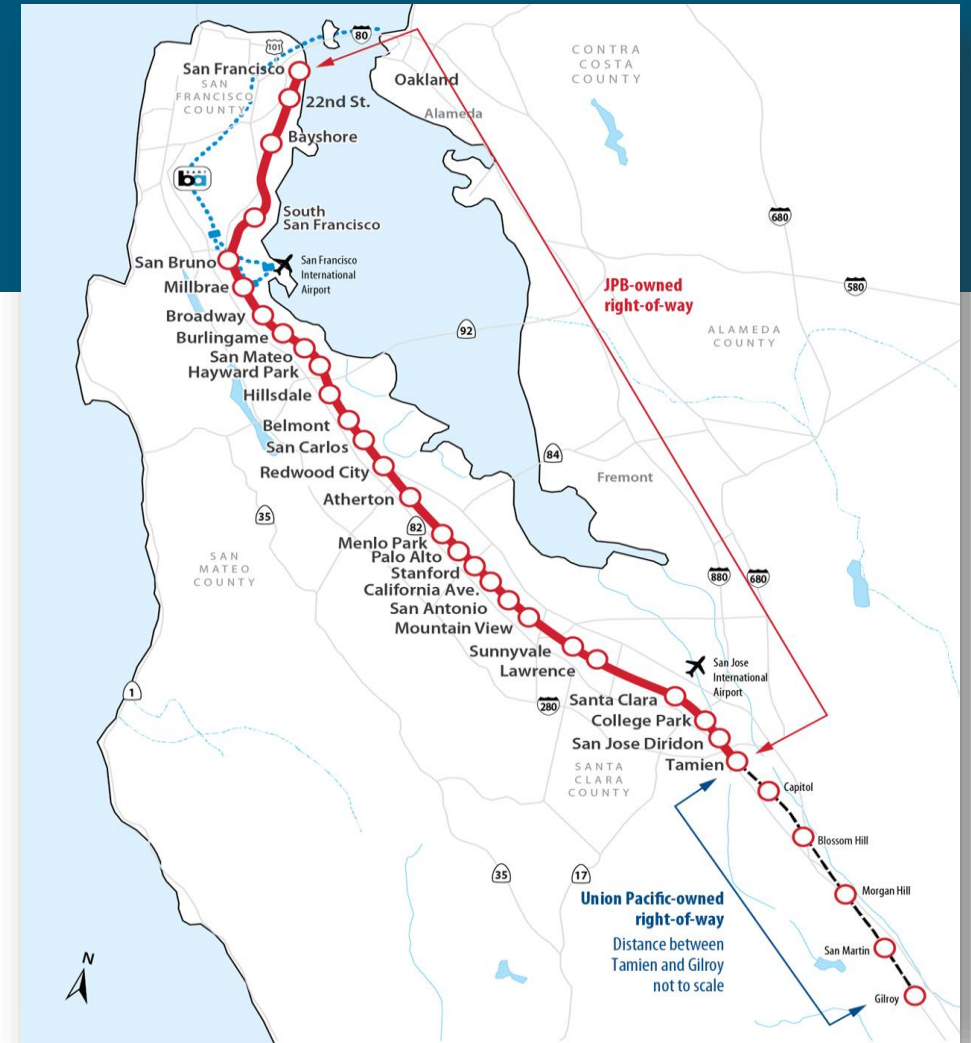 80
101
CONTRA
COSTA
COUNTY
San Francisco
SAN
FRANCISCO
COUNTY
Oakland
22nd St.
Alameda
Bayshore
ba
South
San Francisco
680
San Bruno
San Francisco
International
Airport
Millbrae
JPB-owned
right-of-way
580
Broadway
92
ALAMEDA
COUNTY
Burlingame
San Mateo
Hayward Park
Hillsdale
Belmont
San Carlos
84
Redwood City
Fremont
Atherton
35
82
Menlo Park
Palo Alto
SAN
MATEO
COUNTY
Stanford
880
680
California Ave.
San Antonio
Mountain View
Sunnyvale
Lawrence
San Jose
International
Airport
1
280
Santa Clara
College Park
San Jose Diridon
Tamien
SANTA
CLARA
COUNTY
Capitol
Blossom Hill
35
17
Morgan Hill
Union Pacific-owned
right-of-way
Distance between
Tamien and Gilroy
not to scale
San Martin
N
Gilroy